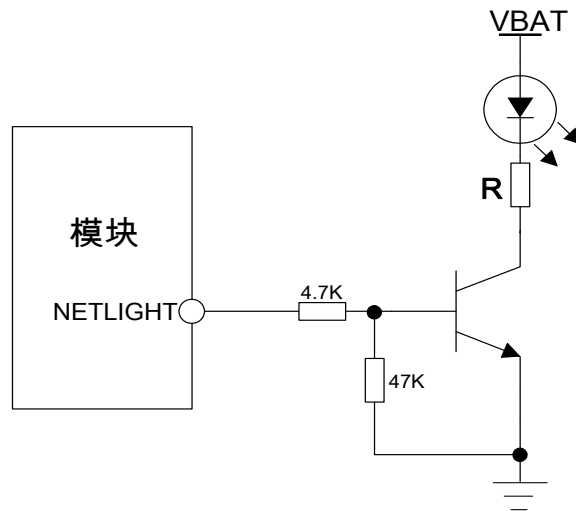 VBAT
R
模块
4.7K
NETLIGHT
47K